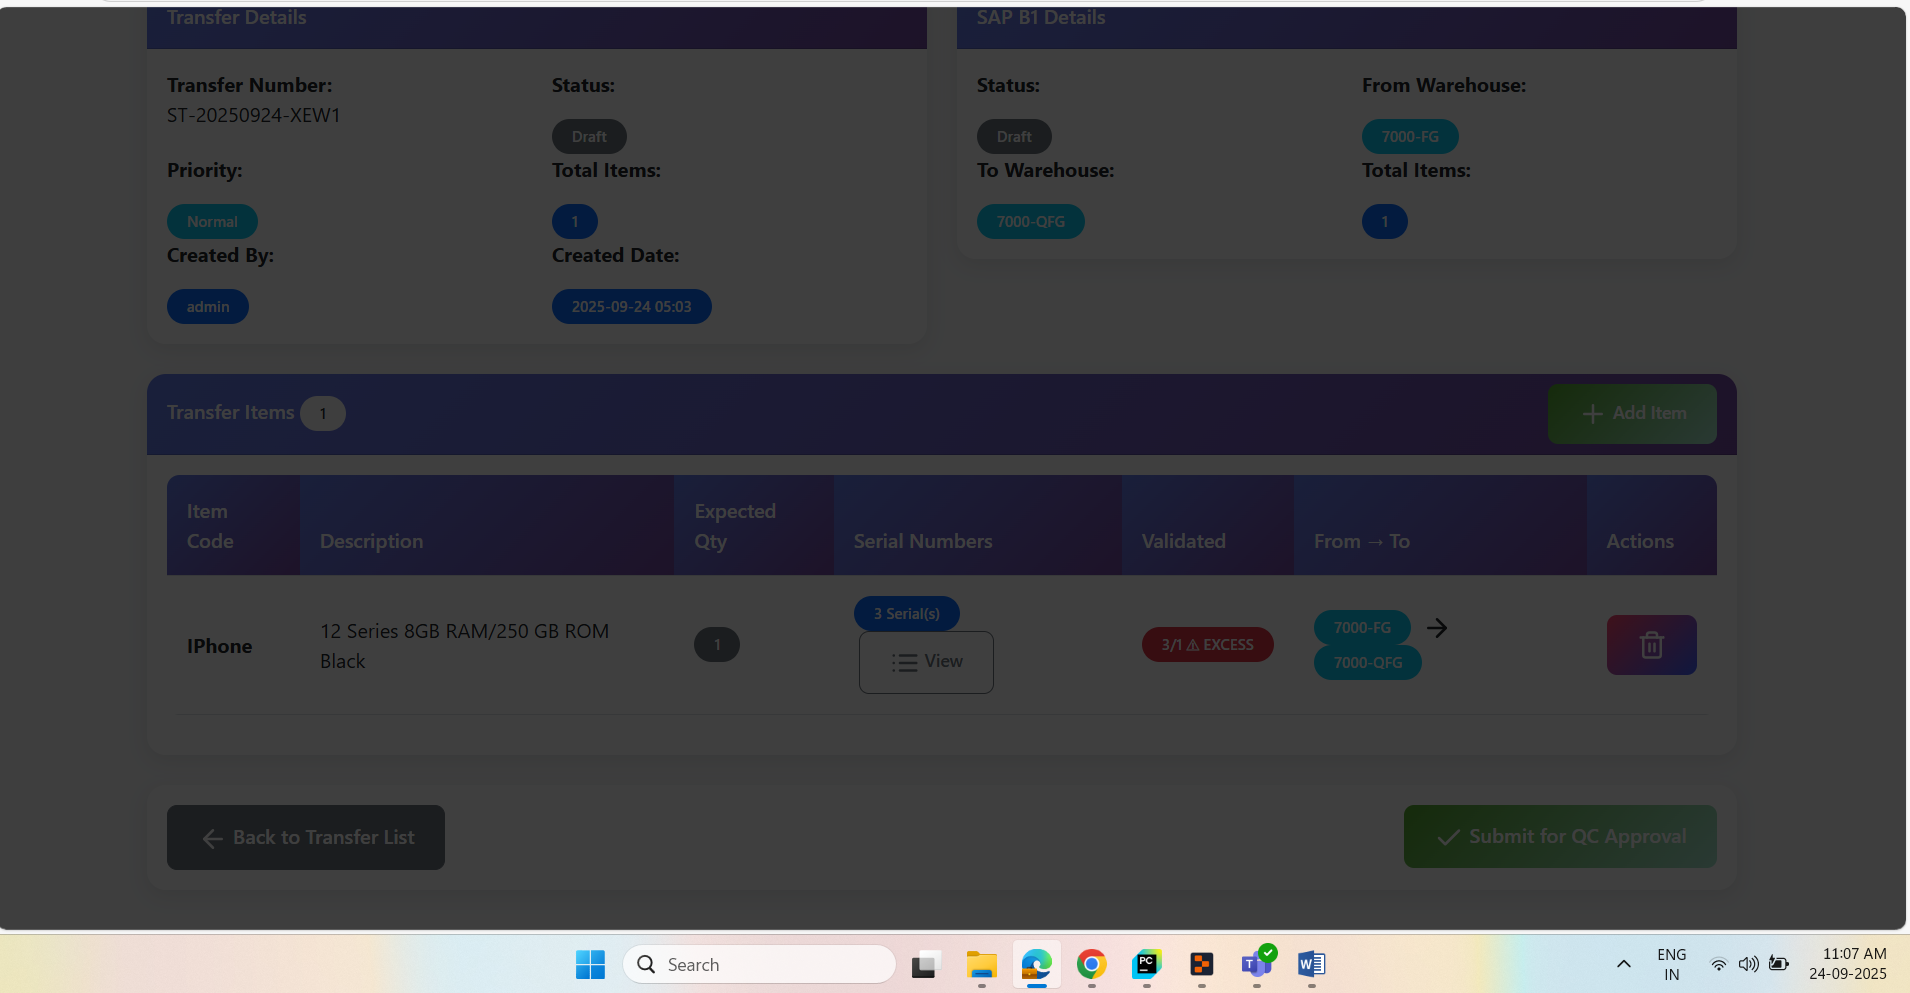 Transfer Details
SAP B1 Details
Transfer Number:
ST-20250924-XEW1
Status:
Draft
Priority:
Normal
Total Items:
1
Created By:
admin
Created Date:
2025-09-24 05:03
Status:
Draft
From Warehouse:
7000-FG
To Warehouse:
7000-QFG
Total Items:
1
Transfer Items 1
Add Item
Item
Code
Description
Expected
Qty
Serial Numbers
Validated
From → To
Actions
IPhone
12 Series 8GB RAM/250 GB ROM
Black
1
3 Serial(s)
View
3/1 ⚠ EXCESS
7000-FG →
7000-QFG
Back to Transfer List
Submit for QC Approval
Search
ENG
IN
11:07 AM
24-09-2025
PC
T
W